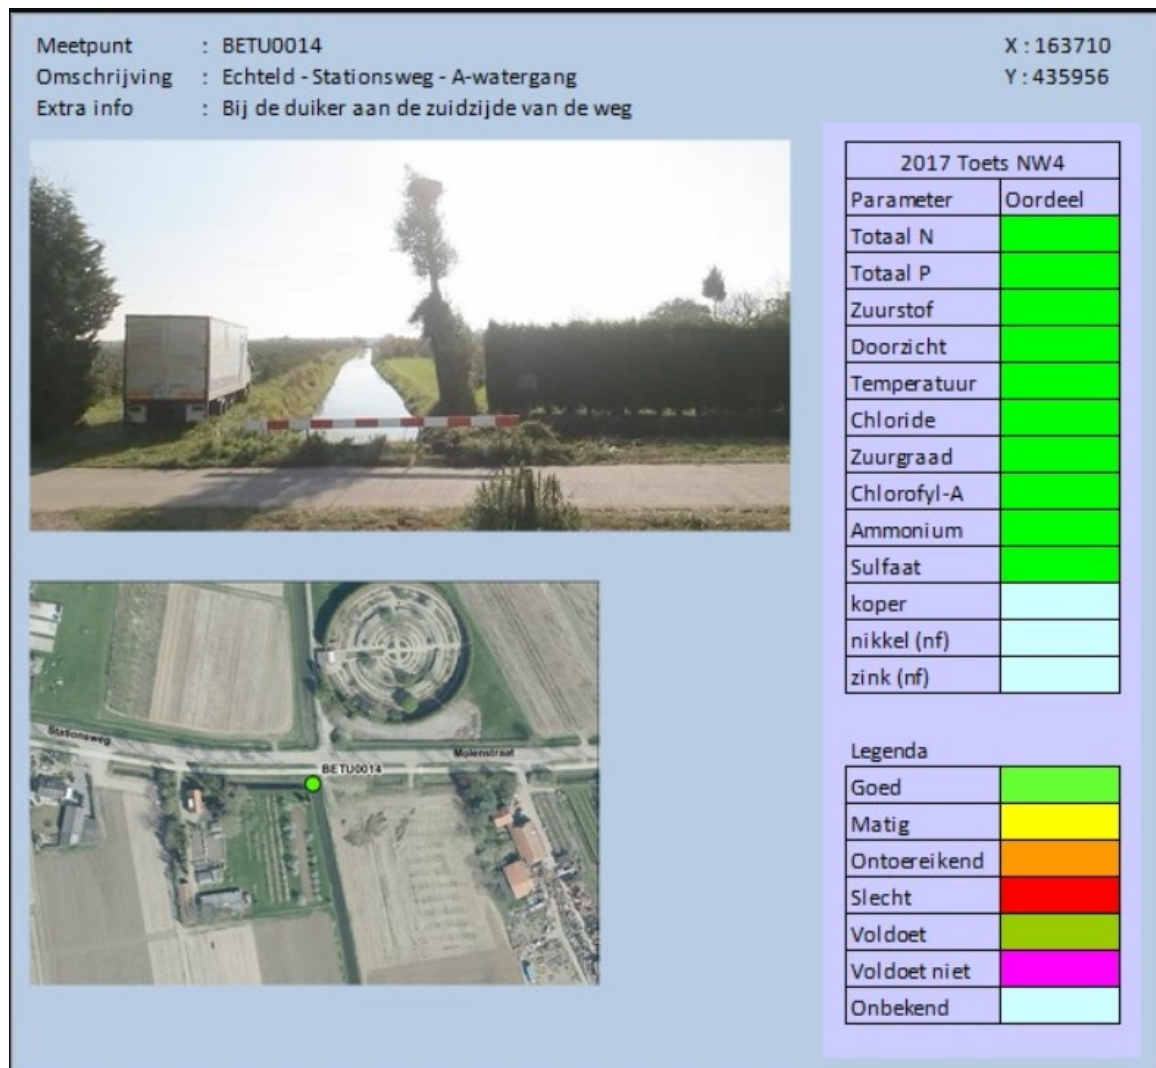 Meetpunt : BETU0014
Omschrijving : Echteld - Stationsweg - A-watergang
Extra info : Bij de duiker aan de zuidzijde van de weg
X : 163710
Y : 435956
2017 Toets NW4
Parameter Oordeel
Totaal N
Totaal P
Zuurstof
Doorzicht
Temperatuur
Chloride
Zuurgraad
Chlorofyl-A
Ammonium
Sulfaat
koper
nikkel (nf)
zink (nf)
Stationsweg
Molenstraat
BETU0014
Legenda
Goed
Matig
Ontoereikend
Slecht
Voldoet
Voldoet niet
Onbekend